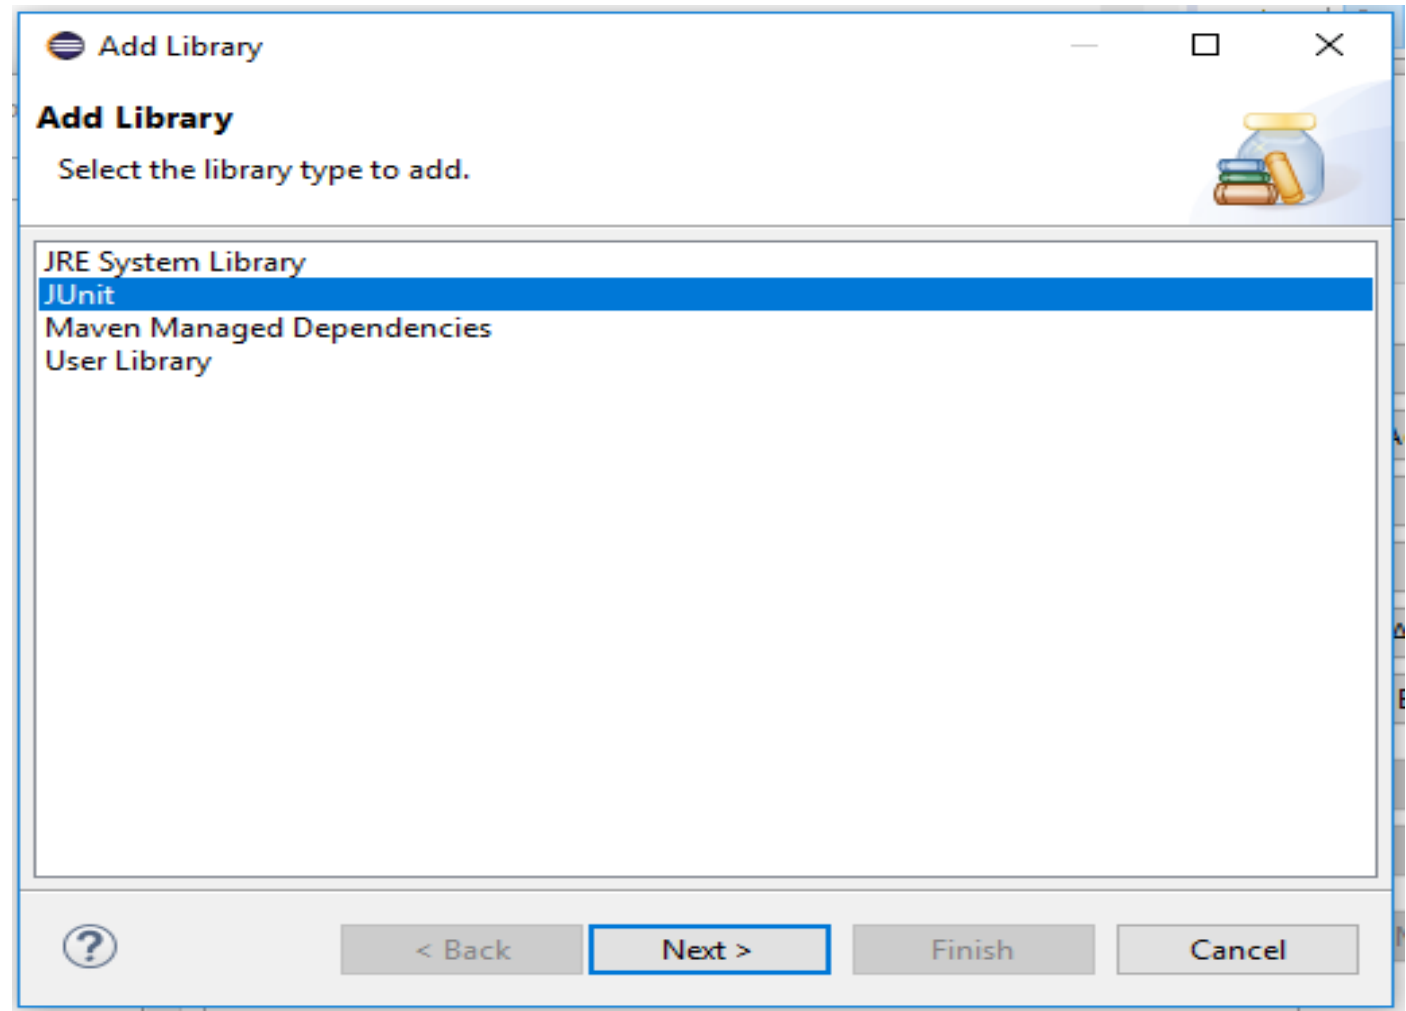 Add Library
Add Library
Select the library type to add.
JRE System Library
JUnit
Maven Managed Dependencies
User Library
?
< Back
Next >
Finish
Cancel